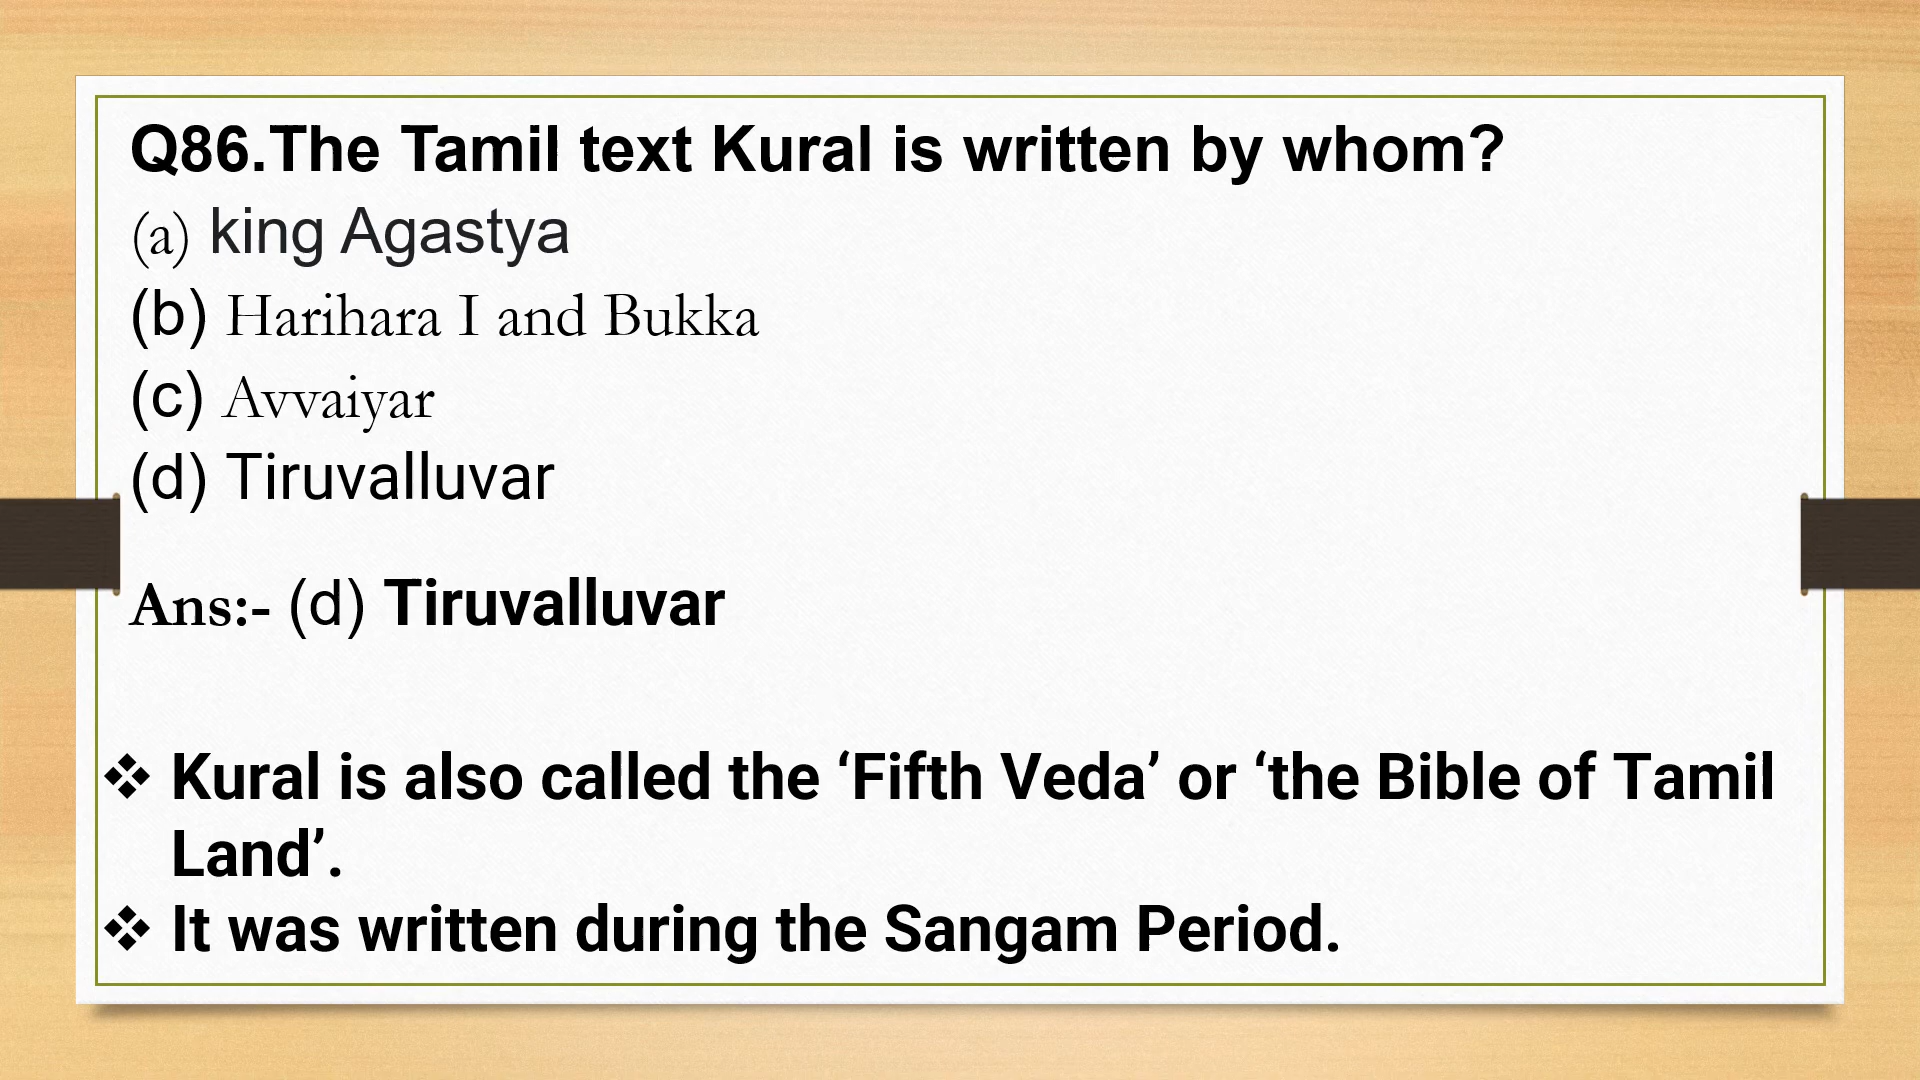 Q86.The Tamil text Kural is written by whom?
(a) king Agastya
(b) Harihara I and Bukka
(c) Avvaiyar
(d) Tiruvalluvar
Ans:- (d) Tiruvalluvar
❖ Kural is also called the ‘Fifth Veda’ or ‘the Bible of Tamil
Land’.
❖ It was written during the Sangam Period.